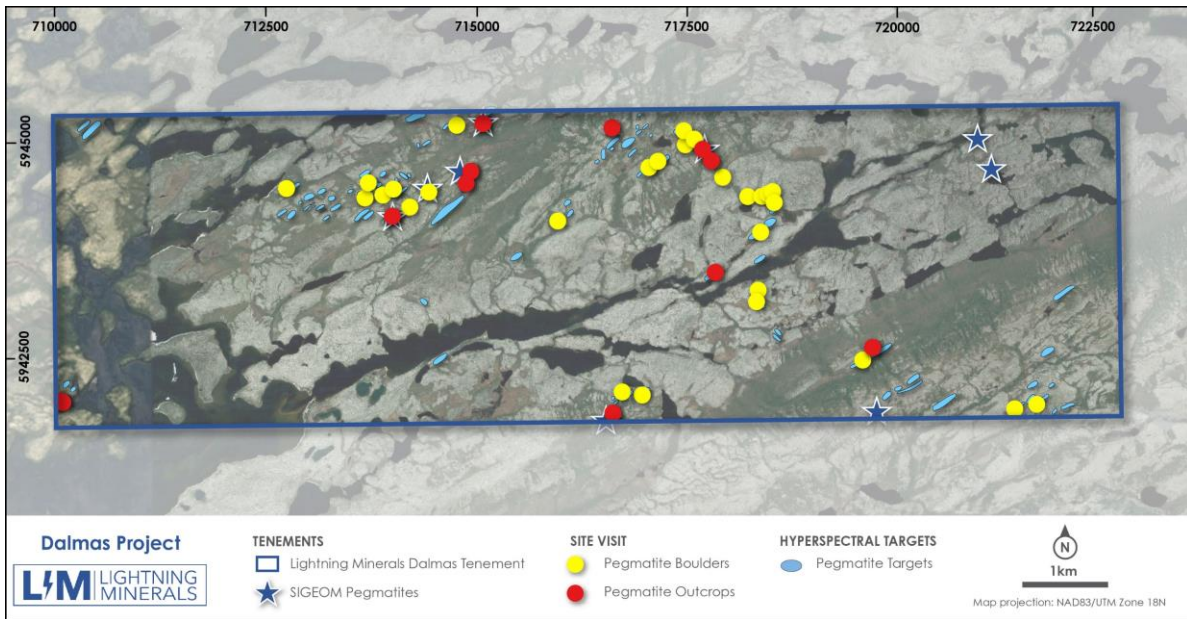 710000 712500 715000 717500 720000 722500
5945000
5942500
Dalmas Project
LM LIGHTNING
MINERALS
TENEMENTS
Lightning Minerals Dalmas Tenement
SIGEOM Pegmatites
SITE VISIT
Pegmatite Boulders
Pegmatite Outcrops
HYPERSPECTRAL TARGETS
Pegmatite Targets
N
1km
Map projection: NAD83/UTM Zone 18N